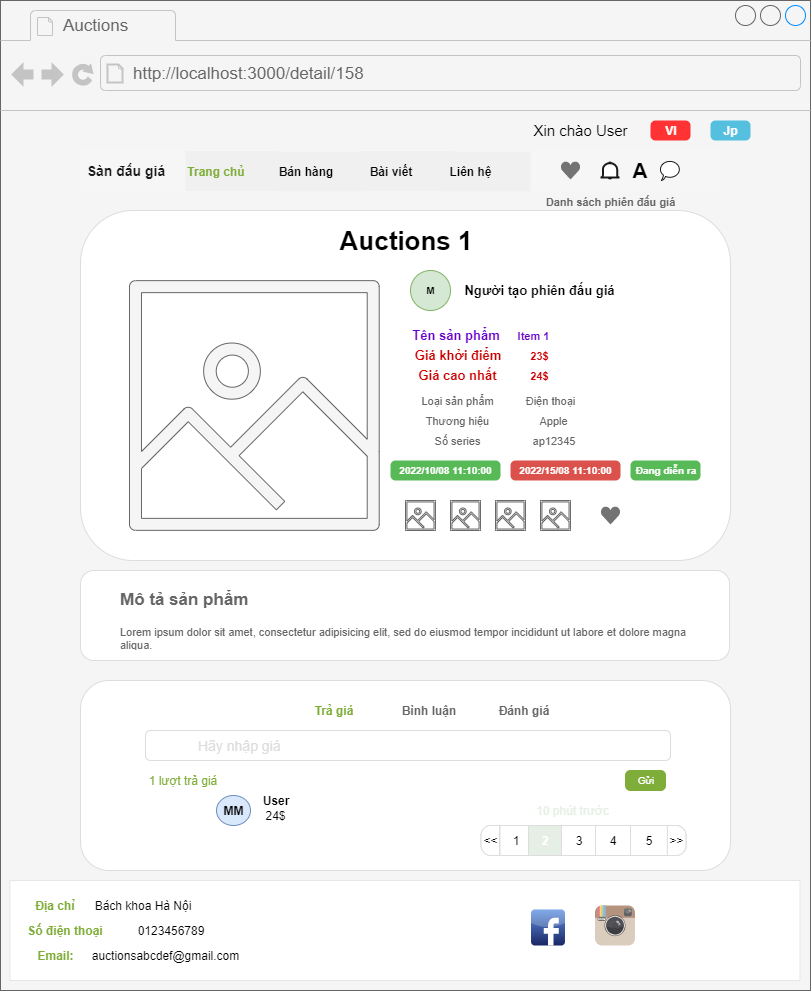 Auctions
http://localhost:3000/detail/158
Xin chào User VI Jp
Sàn đấu giá Trang chủ Bán hàng Bài viết Liên hệ A
Danh sách phiên đấu giá
Auctions 1
M Người tạo phiên đấu giá
Tên sản phẩm Item 1
Giá khởi điểm 23$
Giá cao nhất 24$
Loại sản phẩm Điện thoại
Thương hiệu Apple
Số series ap12345
2022/10/08 11:10:00 2022/15/08 11:10:00 Đang diễn ra
Mô tả sản phẩm
Lorem ipsum dolor sit amet, consectetur adipisicing elit, sed do eiusmod tempor incididunt ut labore et dolore magna
aliqua.
Trả giá Bình luận Đánh giá
Hãy nhập giá
1 lượt trả giá Gửi
MM User
24$
10 phút trước
<< 1 2 3 4 5 >>
Địa chỉ Bách khoa Hà Nội
Số điện thoại 0123456789
Email: auctionsabcdef@gmail.com